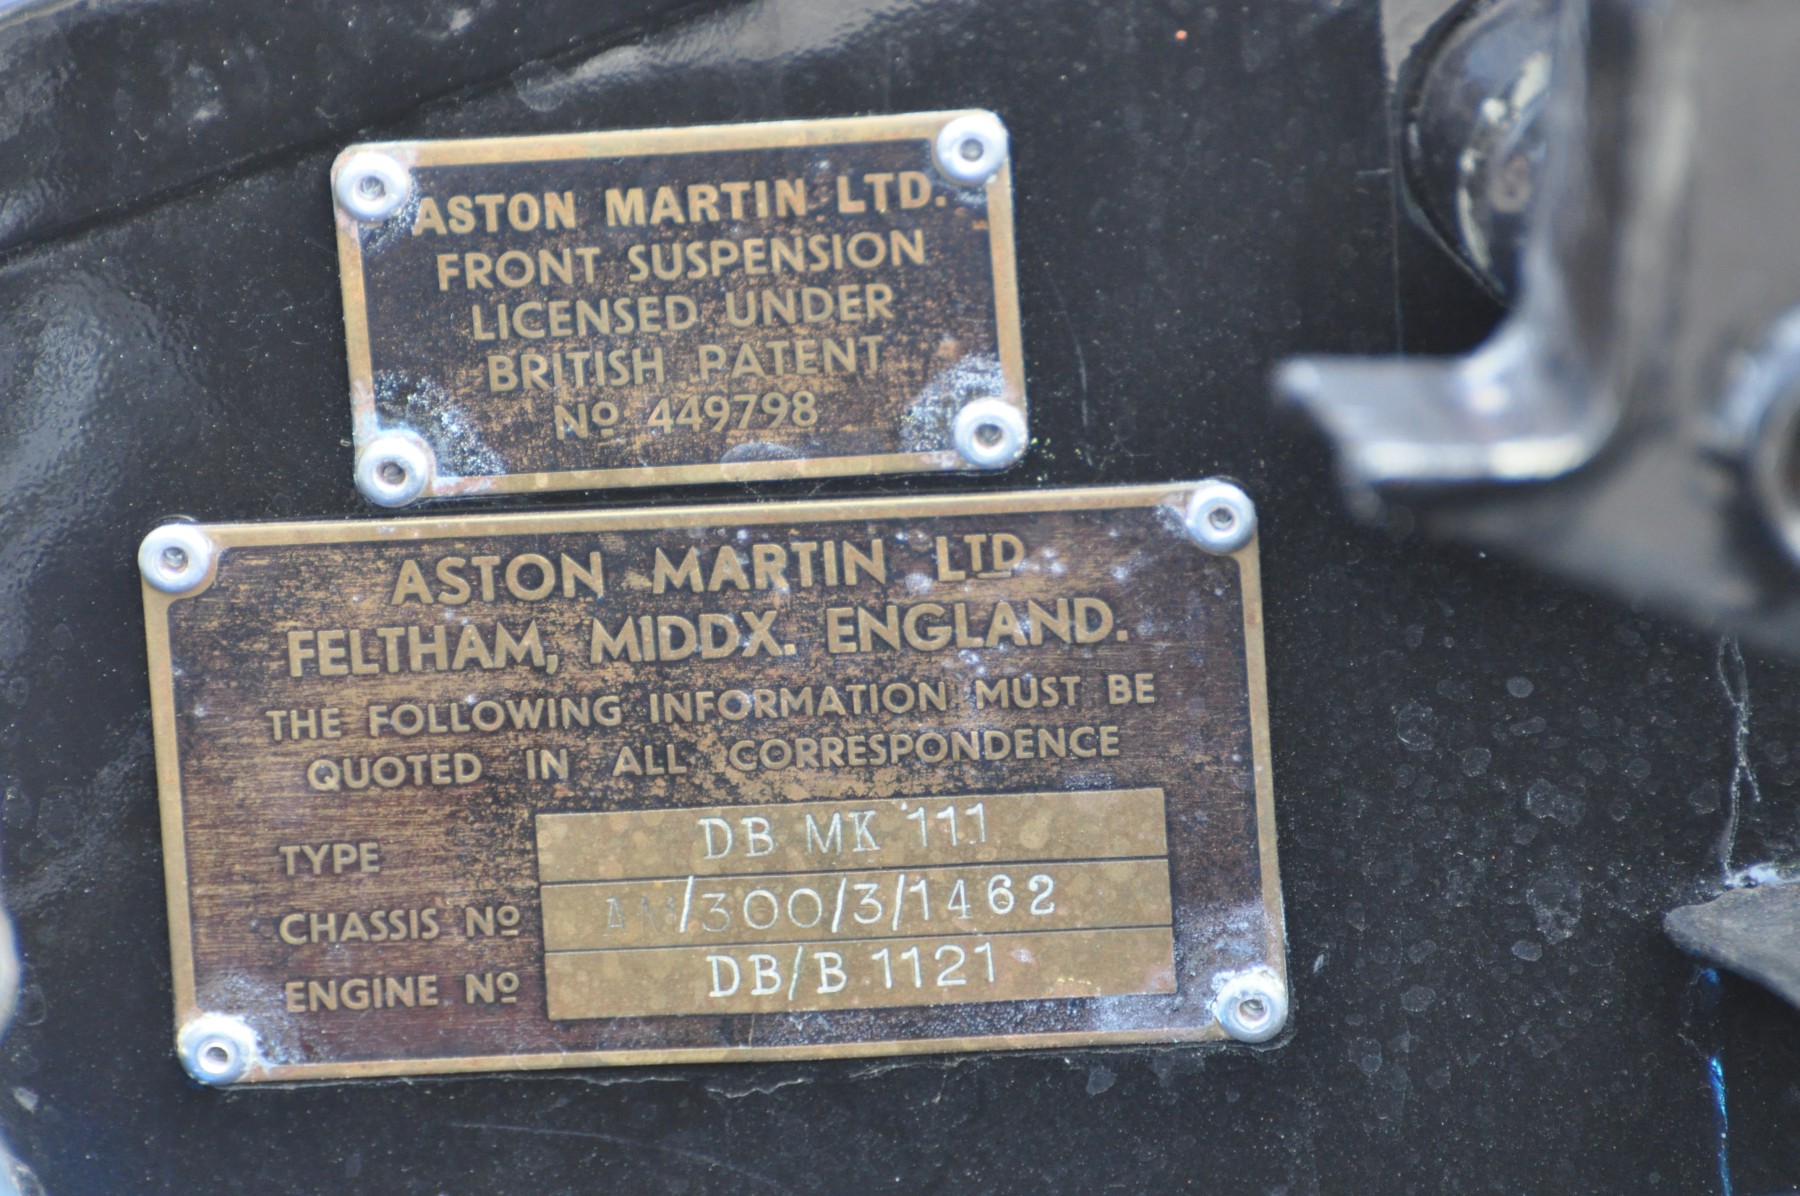 ASTON MARTIN LTD.
FRONT SUSPENSION
LICENSED UNDER
BRITISH PATENT
Nº 449798
ASTON MARTIN LTD
FELTHAM, MIDDX. ENGLAND.
THE FOLLOWING INFORMATION MUST BE
QUOTED IN ALL CORRESPONDENCE
TYPE DB MK 111
CHASSIS Nº AM/300/3/1462
ENGINE Nº DB/B 1121